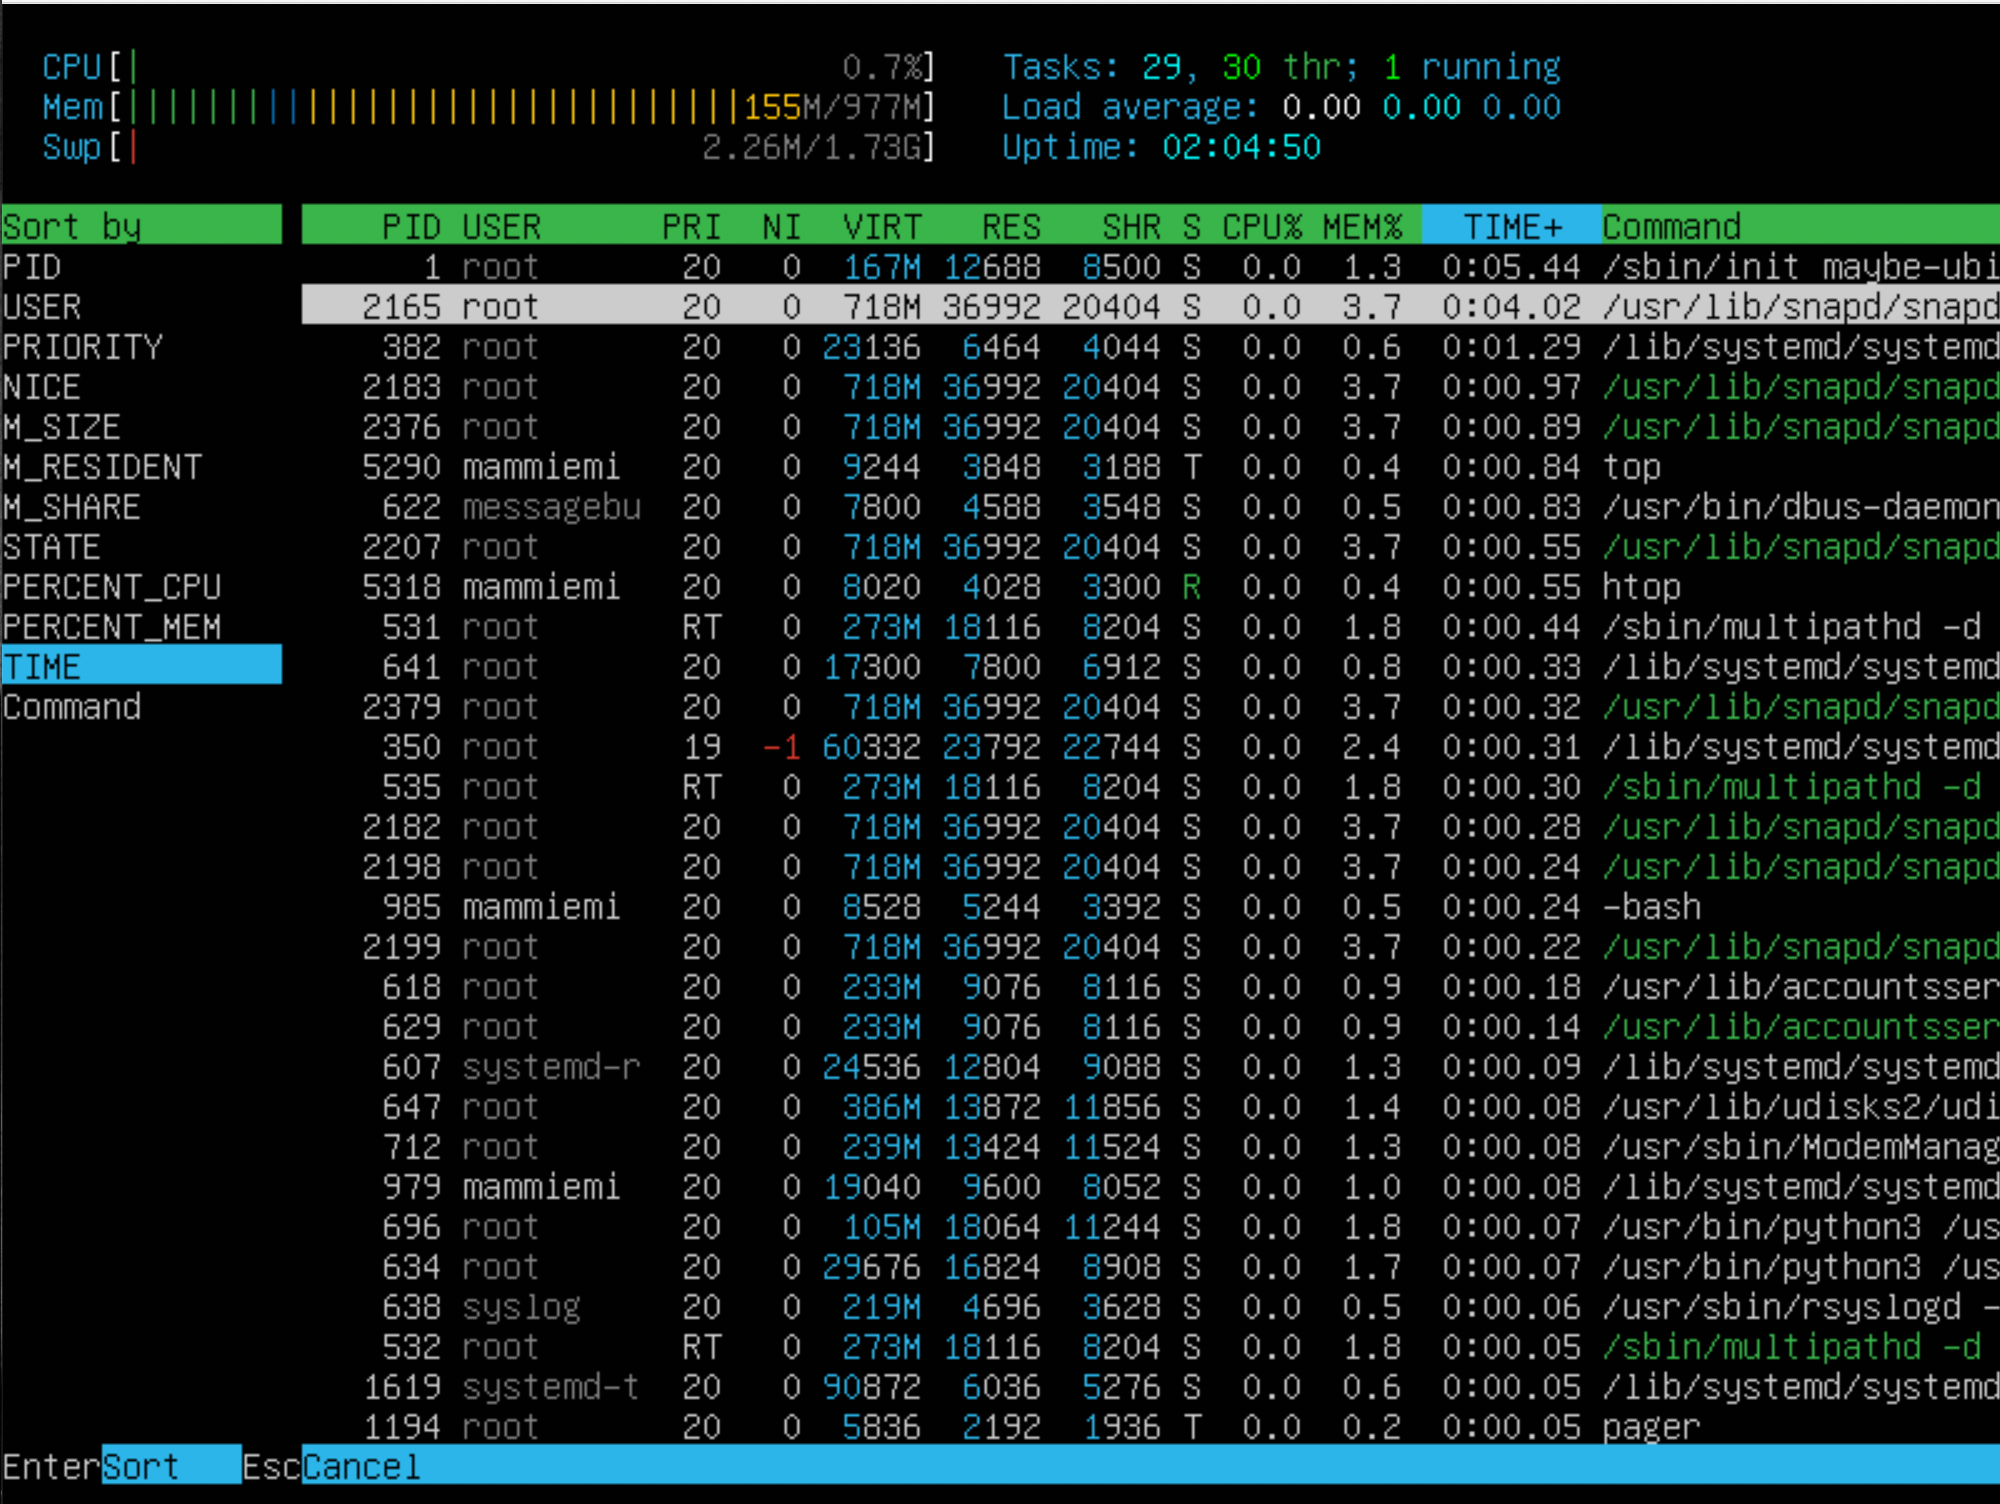 CPU[| 0.7%] Tasks: 29, 30 thr; 1 running
Mem[|||||||||||||||||||||||||||||||155M/977M] Load average: 0.00 0.00 0.00
Swp[| 2.26M/1.73G] Uptime: 02:04:50
Sort by PID USER PRI NI VIRT RES SHR S CPU% MEM% TIME+ Command
PID 1 root 20 0 167M 12688 8500 S 0.0 1.3 0:05.44 /sbin/init maybe-ubi
USER 2165 root 20 0 718M 36992 20404 S 0.0 3.7 0:04.02 /usr/lib/snapd/snapd
PRIORITY 382 root 20 0 23136 6464 4044 S 0.0 0.6 0:01.29 /lib/systemd/systemd
NICE 2183 root 20 0 718M 36992 20404 S 0.0 3.7 0:00.97 /usr/lib/snapd/snapd
M_SIZE 2376 root 20 0 718M 36992 20404 S 0.0 3.7 0:00.89 /usr/lib/snapd/snapd
M_RESIDENT 5290 mammiemi 20 0 9244 3848 3188 T 0.0 0.4 0:00.84 top
M_SHARE 622 messagebu 20 0 7800 4588 3548 S 0.0 0.5 0:00.83 /usr/bin/dbus-daemon
STATE 2207 root 20 0 718M 36992 20404 S 0.0 3.7 0:00.55 /usr/lib/snapd/snapd
PERCENT_CPU 5318 mammiemi 20 0 8020 4028 3300 R 0.0 0.4 0:00.55 htop
PERCENT_MEM 531 root RT 0 273M 18116 8204 S 0.0 1.8 0:00.44 /sbin/multipathd -d
TIME 641 root 20 0 17300 7800 6912 S 0.0 0.8 0:00.33 /lib/systemd/systemd
Command 2379 root 20 0 718M 36992 20404 S 0.0 3.7 0:00.32 /usr/lib/snapd/snapd
350 root 19 -1 60332 23792 22744 S 0.0 2.4 0:00.31 /lib/systemd/systemd
535 root RT 0 273M 18116 8204 S 0.0 1.8 0:00.30 /sbin/multipathd -d
2182 root 20 0 718M 36992 20404 S 0.0 3.7 0:00.28 /usr/lib/snapd/snapd
2198 root 20 0 718M 36992 20404 S 0.0 3.7 0:00.24 /usr/lib/snapd/snapd
985 mammiemi 20 0 8528 5244 3392 S 0.0 0.5 0:00.24 -bash
2199 root 20 0 718M 36992 20404 S 0.0 3.7 0:00.22 /usr/lib/snapd/snapd
618 root 20 0 233M 9076 8116 S 0.0 0.9 0:00.18 /usr/lib/accountsser
629 root 20 0 233M 9076 8116 S 0.0 0.9 0:00.14 /usr/lib/accountsser
607 systemd-r 20 0 24536 12804 9088 S 0.0 1.3 0:00.09 /lib/systemd/systemd
647 root 20 0 386M 13872 11856 S 0.0 1.4 0:00.08 /usr/lib/udisks2/udi
712 root 20 0 239M 13424 11524 S 0.0 1.3 0:00.08 /usr/sbin/ModemManag
979 mammiemi 20 0 19040 9600 8052 S 0.0 1.0 0:00.08 /lib/systemd/systemd
696 root 20 0 105M 18064 11244 S 0.0 1.8 0:00.07 /usr/bin/python3 /us
634 root 20 0 29676 16824 8908 S 0.0 1.7 0:00.07 /usr/bin/python3 /us
638 syslog 20 0 219M 4696 3628 S 0.0 0.5 0:00.06 /usr/sbin/rsyslogd -
532 root RT 0 273M 18116 8204 S 0.0 1.8 0:00.05 /sbin/multipathd -d
1619 systemd-t 20 0 90872 6036 5276 S 0.0 0.6 0:00.05 /lib/systemd/systemd
1194 root 20 0 5836 2192 1936 T 0.0 0.2 0:00.05 pager
EnterSort EscCancel